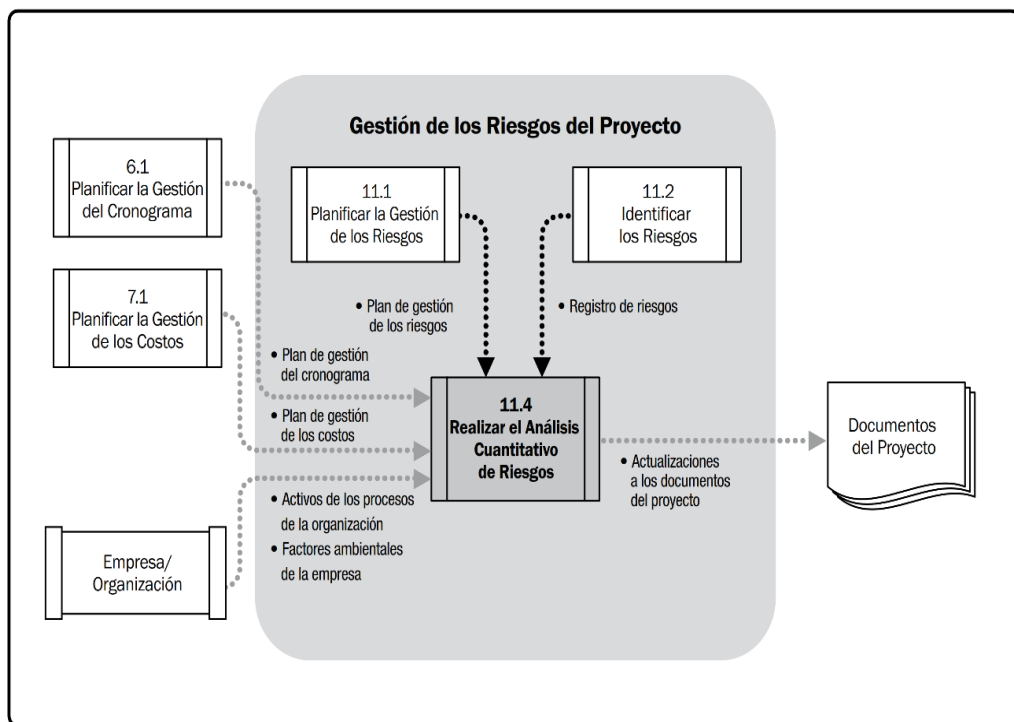 Gestión de los Riesgos del Proyecto
6.1
Planificar la Gestión
del Cronograma
11.1
Planificar la Gestión
de los Riesgos
11.2
Identificar
los Riesgos
7.1
Planificar la Gestión
de los Costos
• Plan de gestión
de los riesgos
• Registro de riesgos
• Plan de gestión
del cronograma
• Plan de gestión
de los costos
11.4
Realizar el Análisis
Cuantitativo
de Riesgos
Documentos
del Proyecto
• Actualizaciones
a los documentos
del proyecto
• Activos de los procesos
de la organización
• Factores ambientales
de la empresa
Empresa/
Organización